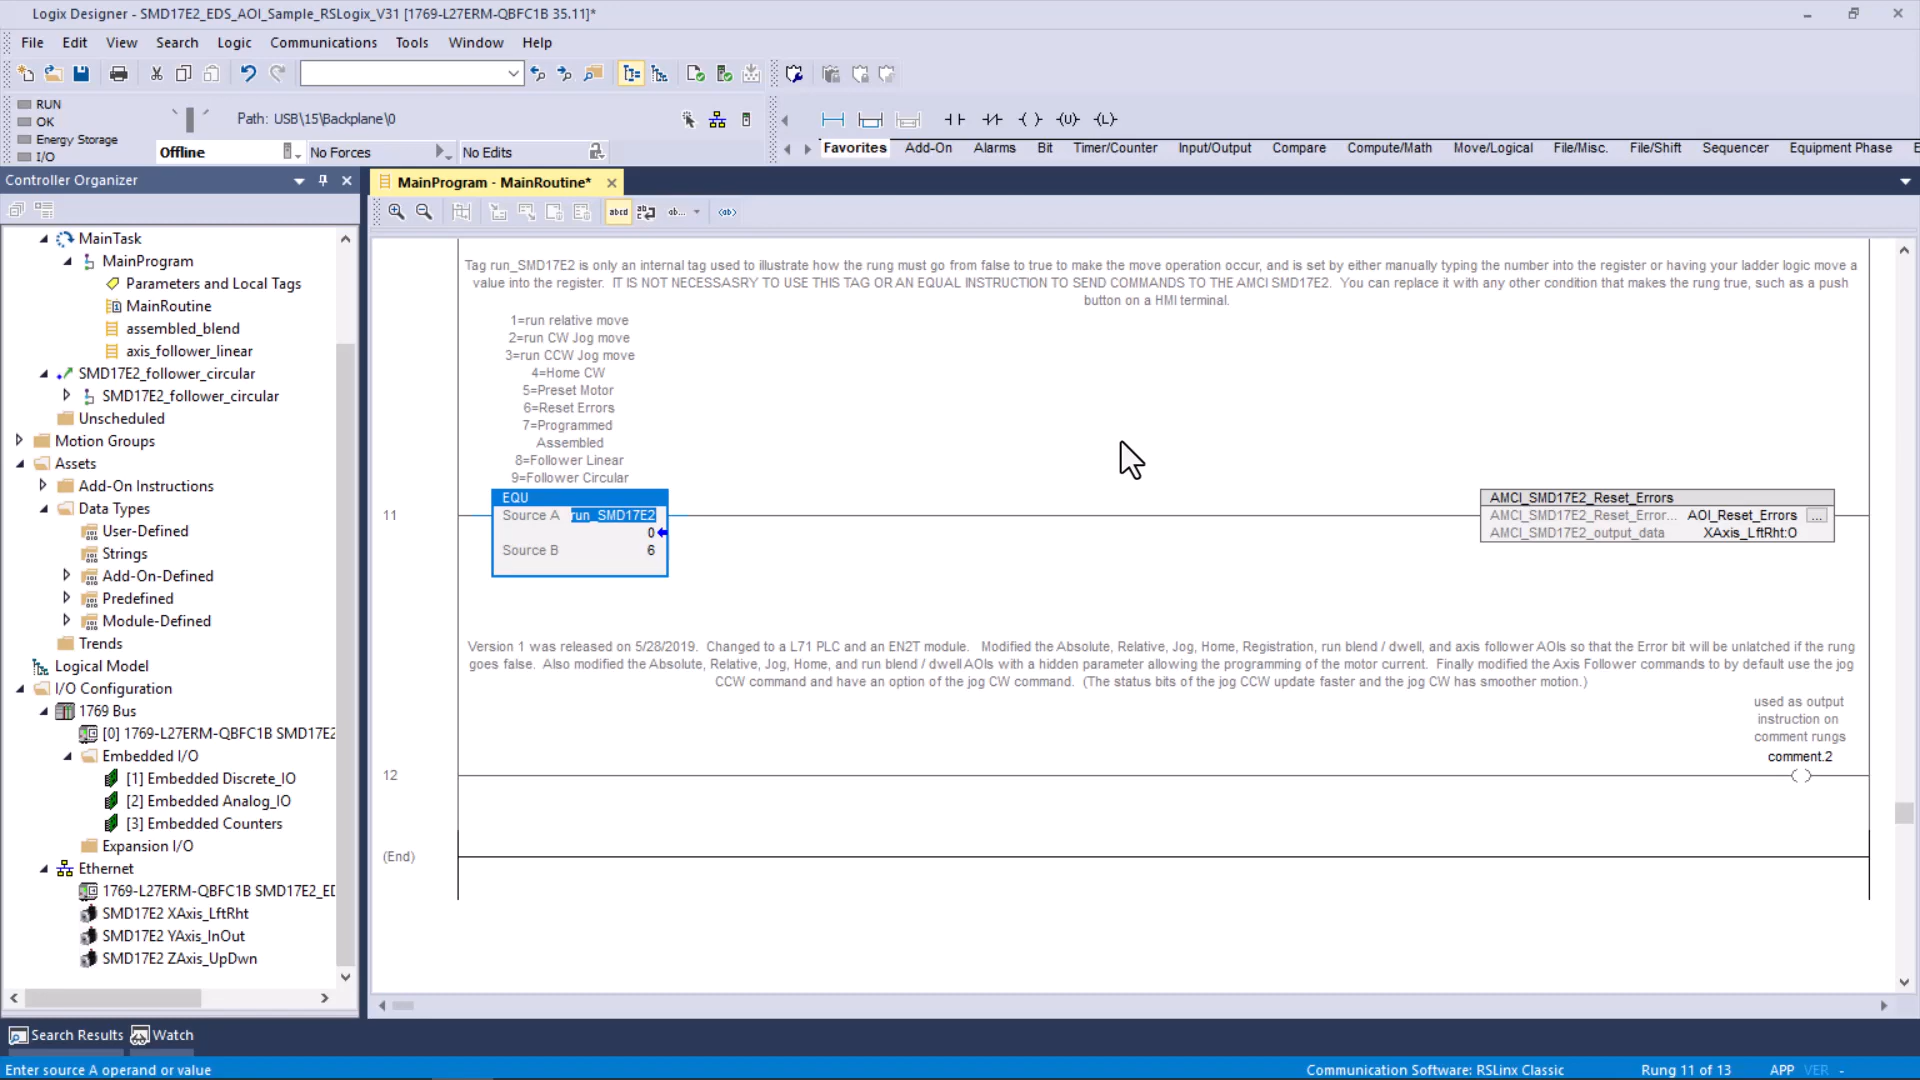 Logix Designer - SMD17E2_EDS_AOI_Sample_RSLogix_V31 [1769-L27ERM-QBFC1B 35.11]*
File Edit View Search Logic Communications Tools Window Help
RUN
OK
Energy Storage
I/O
Path: USB\15\Backplane\0
Offline No Forces No Edits
Favorites Add-On Alarms Bit Timer/Counter Input/Output Compare Compute/Math Move/Logical File/Misc. File/Shift Sequencer Equipment Phase E
Controller Organizer
MainTask
MainProgram
Parameters and Local Tags
MainRoutine
assembled_blend
axis_follower_linear
SMD17E2_follower_circular
SMD17E2_follower_circular
Unscheduled
Motion Groups
Assets
Add-On Instructions
Data Types
User-Defined
Strings
Add-On-Defined
Predefined
Module-Defined
Trends
Logical Model
I/O Configuration
1769 Bus
[0] 1769-L27ERM-QBFC1B SMD17E2
Embedded I/O
[1] Embedded Discrete_IO
[2] Embedded Analog_IO
[3] Embedded Counters
Expansion I/O
Ethernet
1769-L27ERM-QBFC1B SMD17E2_ED
SMD17E2 XAxis_LftRht
SMD17E2 YAxis_InOut
SMD17E2 ZAxis_UpDwn
MainProgram - MainRoutine*
abcd ab... <ab>
Tag run_SMD17E2 is only an internal tag used to illustrate how the rung must go from false to true to make the move operation occur, and is set by either manually typing the number into the register or having your ladder logic move a
value into the register. IT IS NOT NECESSASRY TO USE THIS TAG OR AN EQUAL INSTRUCTION TO SEND COMMANDS TO THE AMCI SMD17E2. You can replace it with any other condition that makes the rung true, such as a push
button on a HMI terminal.
1=run relative move
2=run CW Jog move
3=run CCW Jog move
4=Home CW
5=Preset Motor
6=Reset Errors
7=Programmed
Assembled
8=Follower Linear
9=Follower Circular
EQU
Source A run_SMD17E2
0
Source B 6
11
AMCI_SMD17E2_Reset_Errors
AMCI_SMD17E2_Reset_Error... AOI_Reset_Errors ...
AMCI_SMD17E2_output_data XAxis_LftRht:O
Version 1 was released on 5/28/2019. Changed to a L71 PLC and an EN2T module. Modified the Absolute, Relative, Jog, Home, Registration, run blend / dwell, and axis follower AOIs so that the Error bit will be unlatched if the rung
goes false. Also modified the Absolute, Relative, Jog, Home, and run blend / dwell AOIs with a hidden parameter allowing the programming of the motor current. Finally modified the Axis Follower commands to by default use the jog
CCW command and have an option of the jog CW command. (The status bits of the jog CCW update faster and the jog CW has smoother motion.)
used as output
instruction on
comment rungs
comment.2
12
(End)
Search Results Watch
Enter source A operand or value
Communication Software: RSLinx Classic Rung 11 of 13 APP VER -